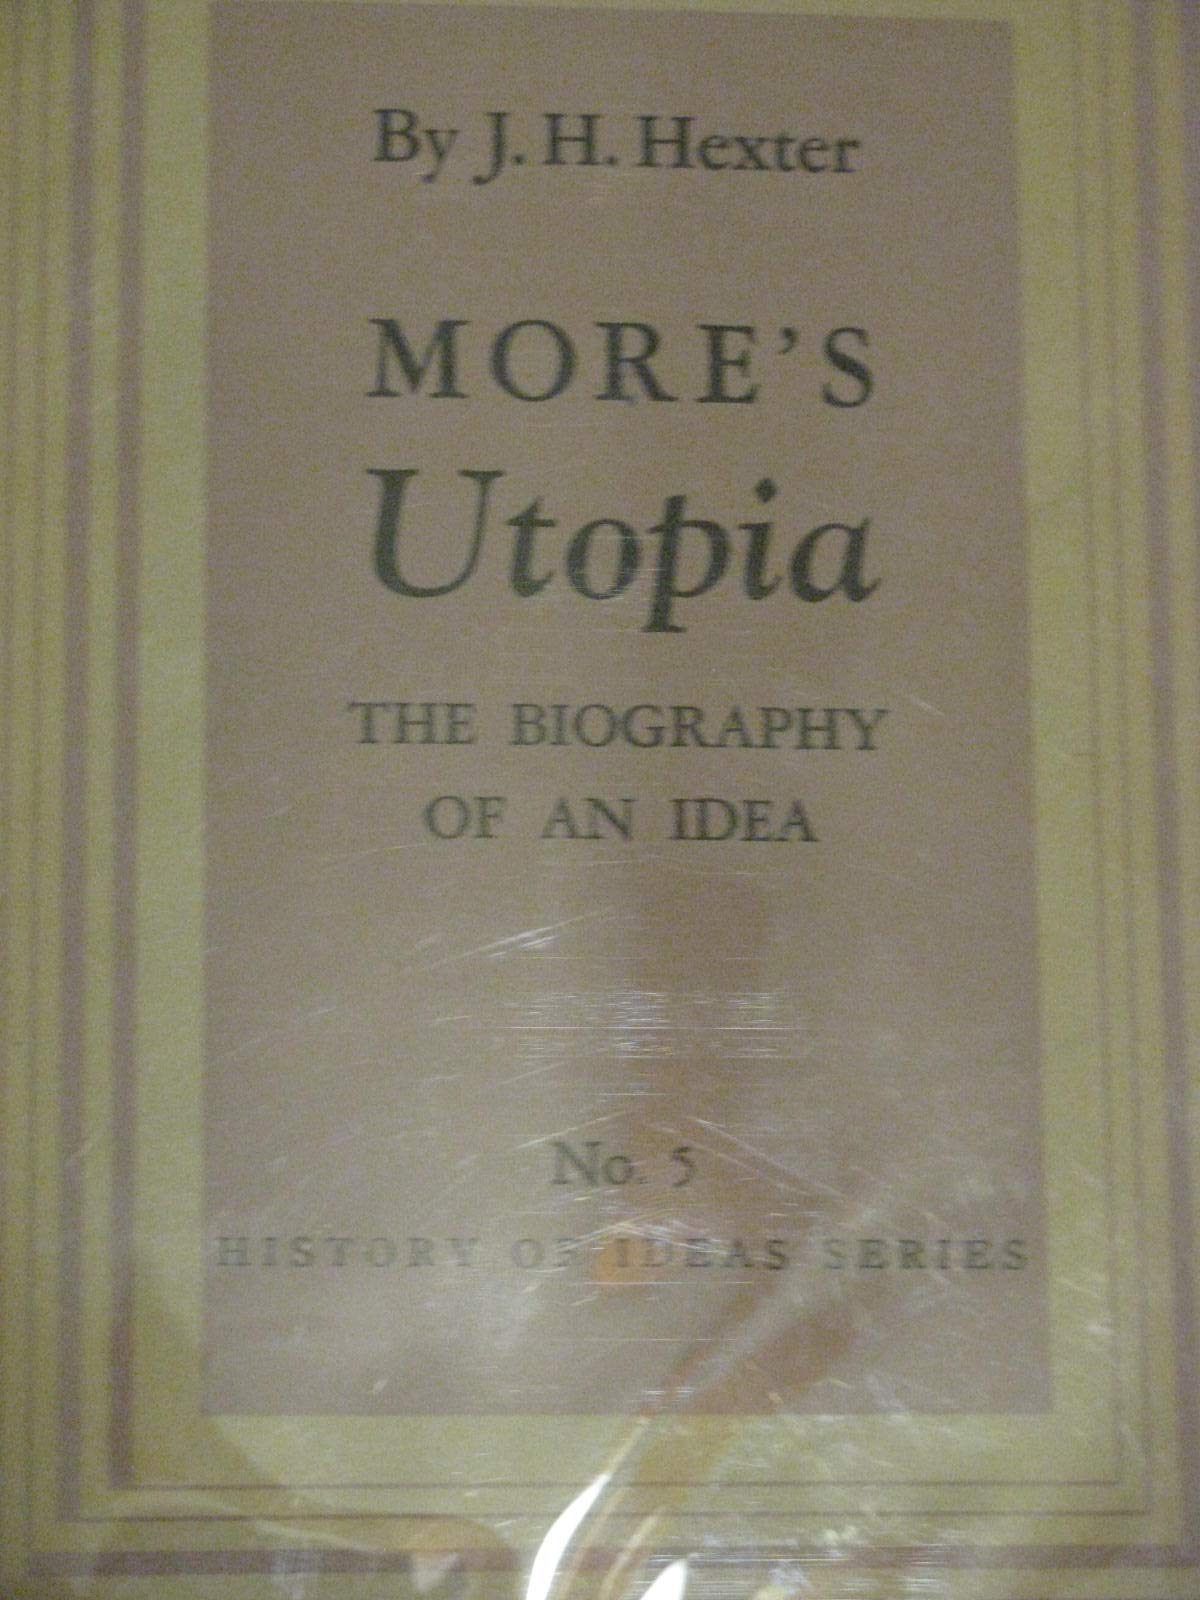 By J. H. Hexter
MORE'S
Utopia
THE BIOGRAPHY
OF AN IDEA
No. 5
HISTORY OF IDEAS SERIES